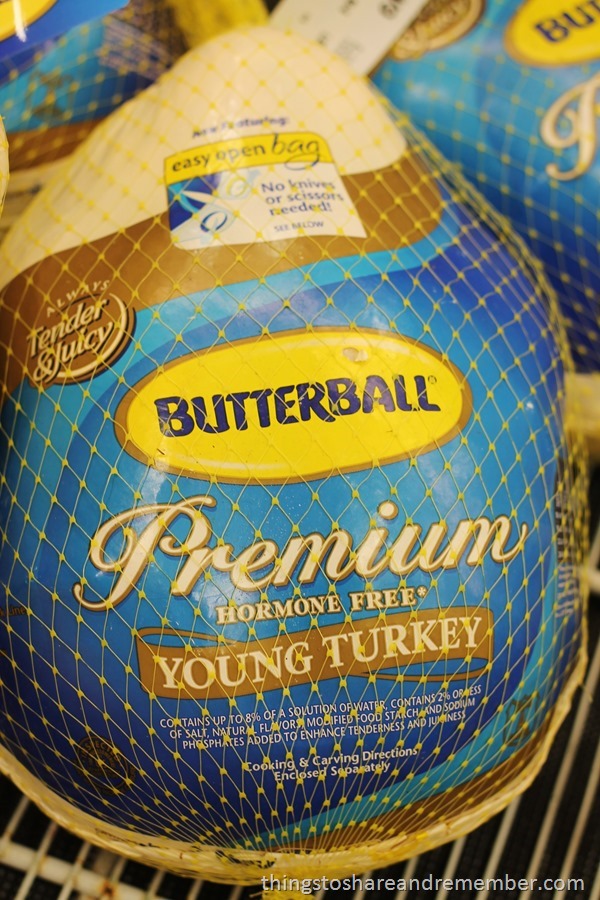 BUT
Now Featuring:
easy open bag
No knives
or scissors
needed!
SEE BELOW
ALWAYS
Tender
& Juicy
BUTTERBALL®
Premium
HORMONE FREE*
YOUNG TURKEY
CONTAINS UP TO 8% OF A SOLUTION OF WATER, CONTAINS 2% OR LESS
OF SALT, NATURAL FLAVORS, MODIFIED FOOD STARCH AND SODIUM
PHOSPHATES ADDED TO ENHANCE TENDERNESS AND JUICINESS
Cooking & Carving Directions
Enclosed Separately
thingstoshareandremember.com